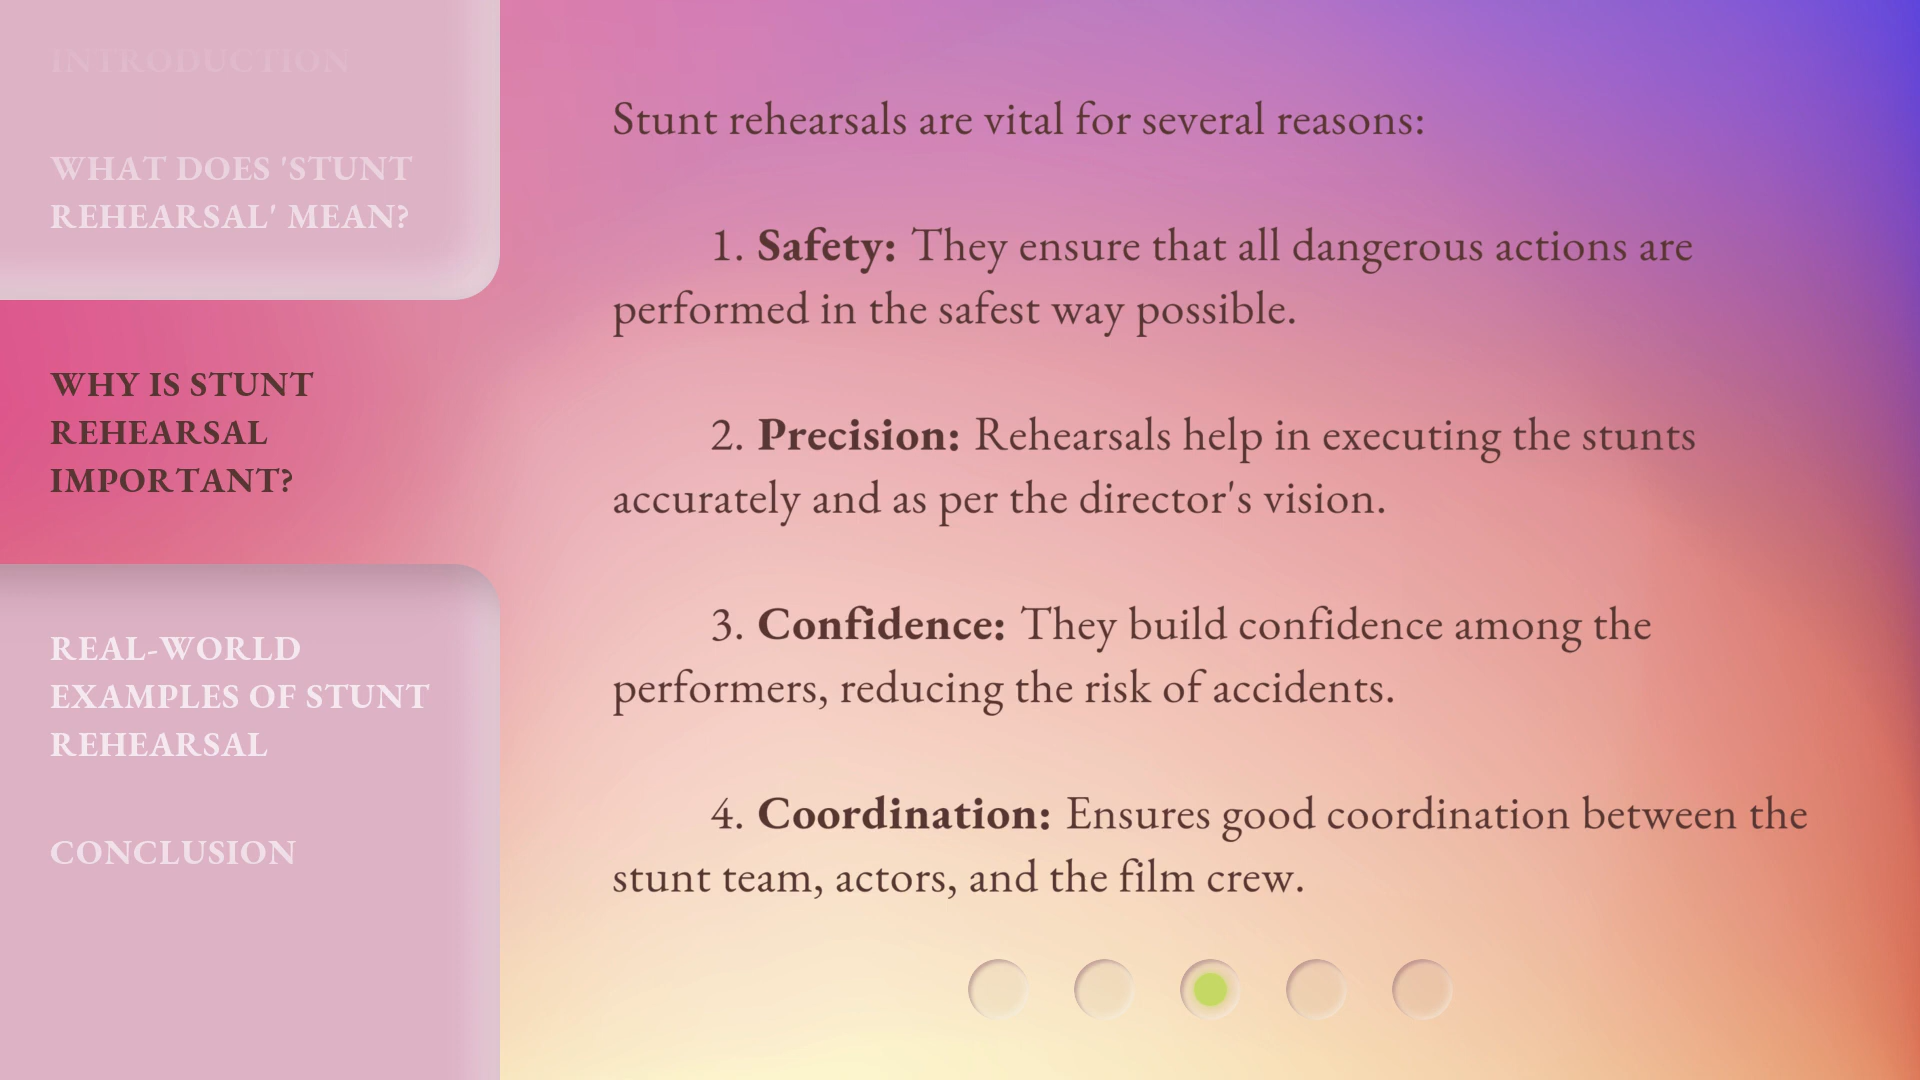 INTRODUCTION
WHAT DOES 'STUNT
REHEARSAL' MEAN?
WHY IS STUNT
REHEARSAL
IMPORTANT?
REAL-WORLD
EXAMPLES OF STUNT
REHEARSAL
CONCLUSION
Stunt rehearsals are vital for several reasons:
1. Safety: They ensure that all dangerous actions are
performed in the safest way possible.
2. Precision: Rehearsals help in executing the stunts
accurately and as per the director's vision.
3. Confidence: They build confidence among the
performers, reducing the risk of accidents.
4. Coordination: Ensures good coordination between the
stunt team, actors, and the film crew.